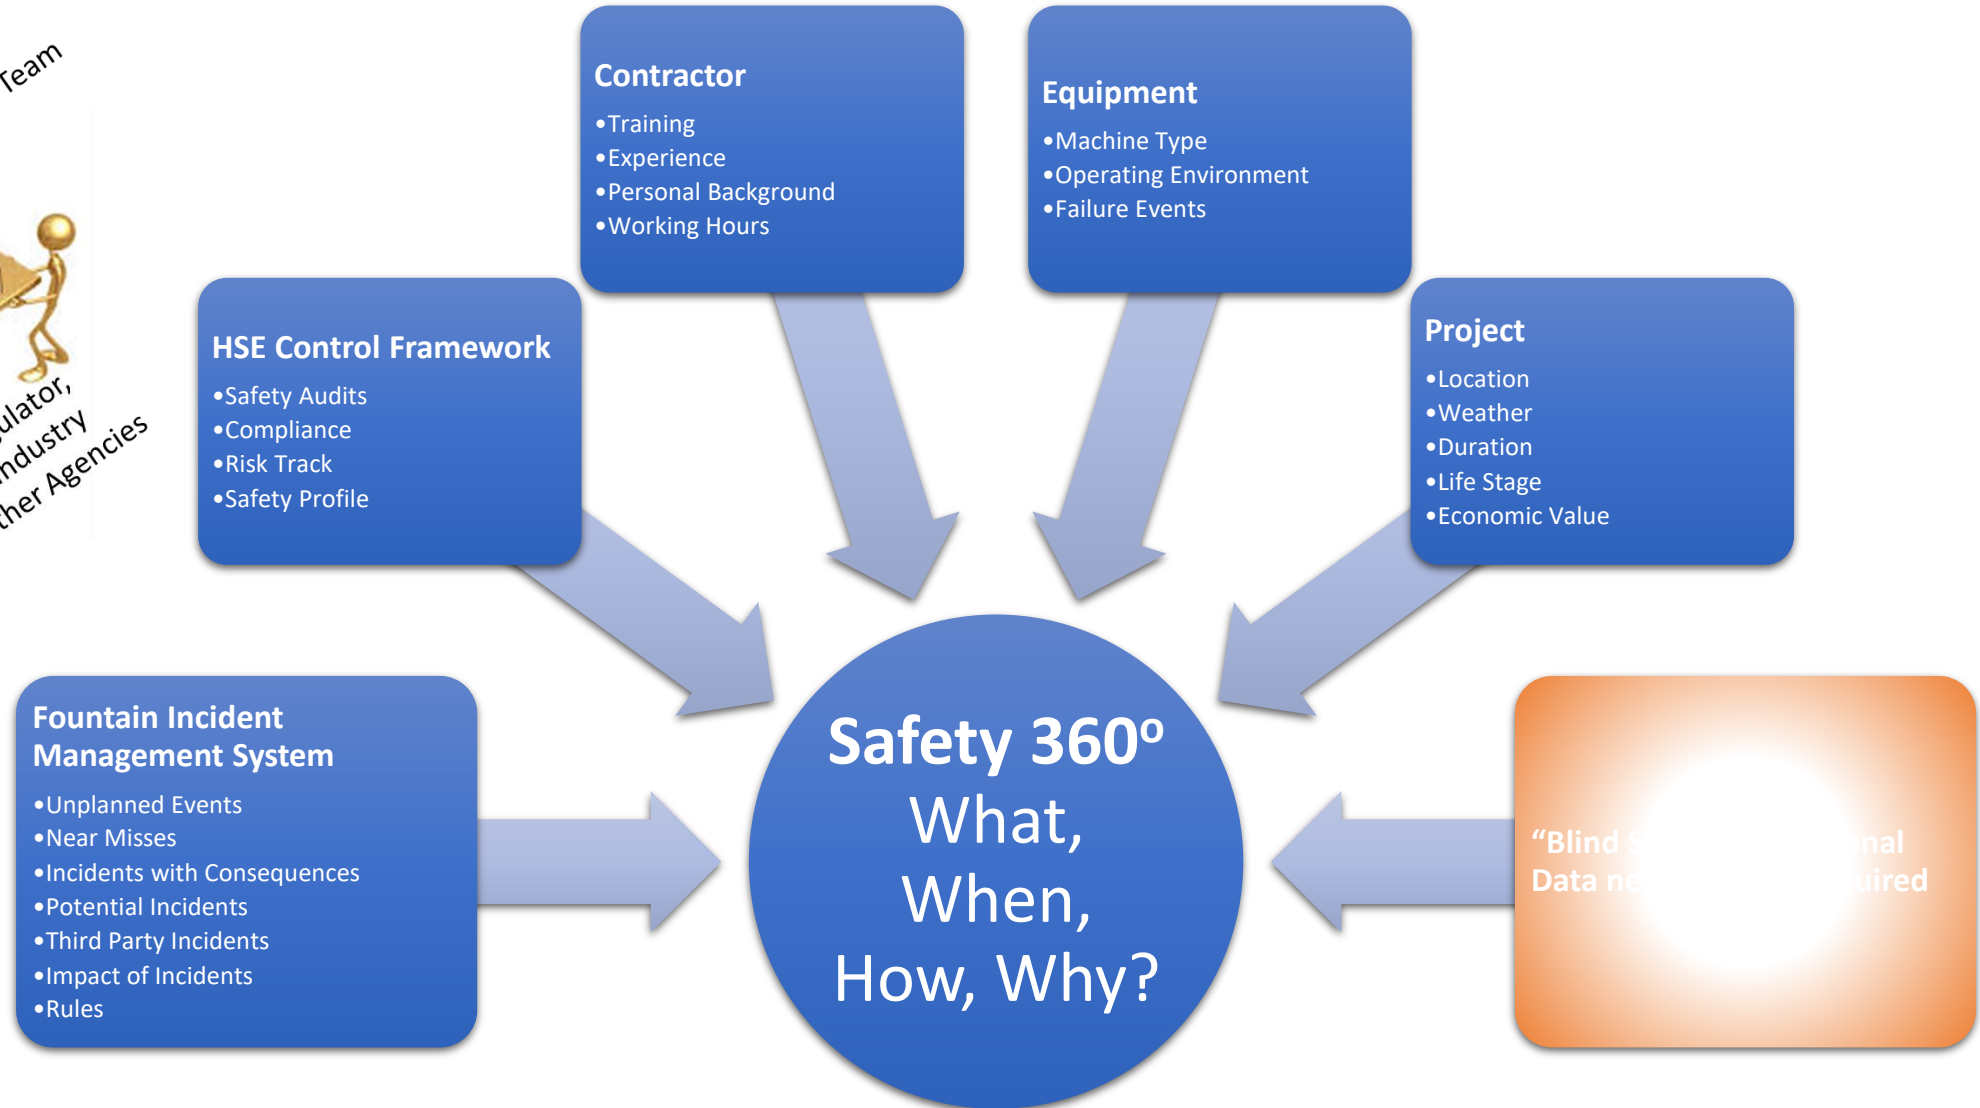 Team
Contractor
•Training
•Experience
•Personal Background
•Working Hours
Equipment
•Machine Type
•Operating Environment
•Failure Events
HSE Control Framework
•Safety Audits
•Compliance
•Risk Track
•Safety Profile
Project
•Location
•Weather
•Duration
•Life Stage
•Economic Value
Industry
Agencies
Fountain Incident
Management System
•Unplanned Events
•Near Misses
•Incidents with Consequences
•Potential Incidents
•Third Party Incidents
•Impact of Incidents
•Rules
Safety 360º
What,
When,
How, Why?
“Blind
Data